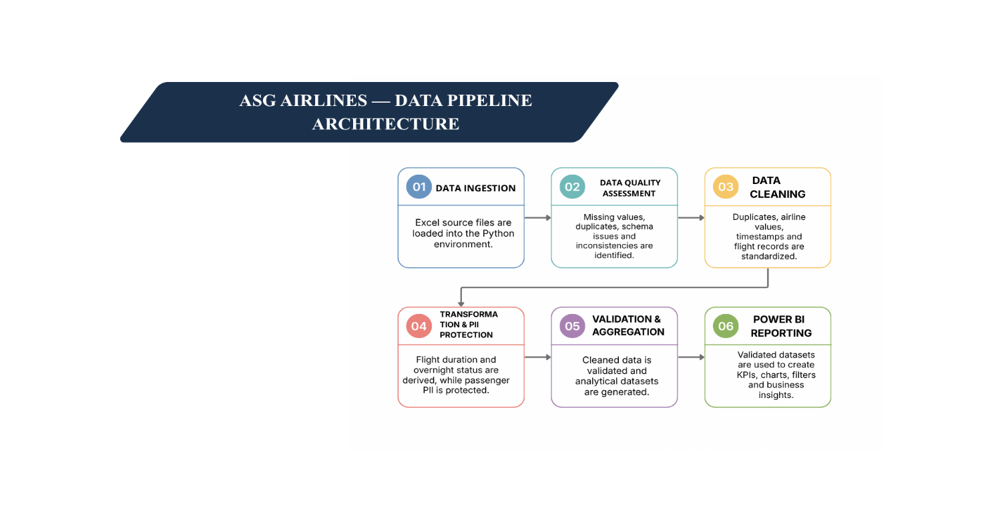 ASG AIRLINES — DATA PIPELINE
ARCHITECTURE
01 DATA INGESTION
Excel source files are
loaded into the Python
environment.
02 DATA QUALITY
ASSESSMENT
Missing values,
duplicates, schema
issues and
inconsistencies are
identified.
03 DATA
CLEANING
Duplicates, airline
values,
timestamps and
flight records are
standardized.
04 TRANSFORMA
TION & PII
PROTECTION
Flight duration and
overnight status are
derived, while passenger
PII is protected.
05 VALIDATION &
AGGREGATION
Cleaned data is
validated and
analytical datasets
are generated.
06 POWER BI
REPORTING
Validated datasets
are used to create
KPIs, charts, filters
and business
insights.